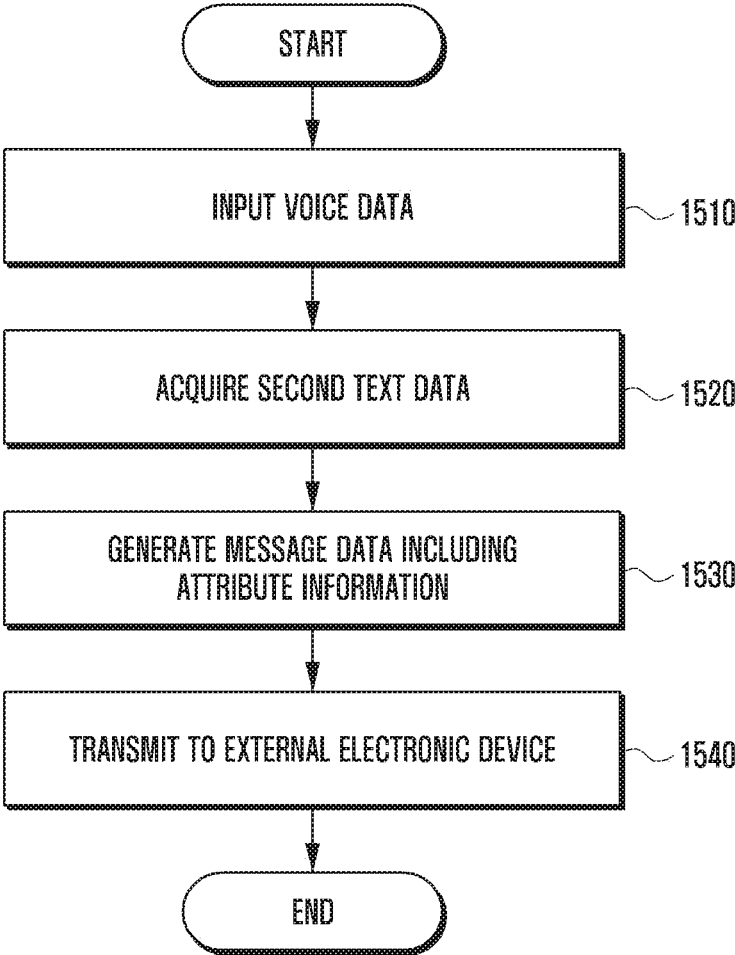 START
INPUT VOICE DATA
1510
ACQUIRE SECOND TEXT DATA
1520
GENERATE MESSAGE DATA INCLUDING
ATTRIBUTE INFORMATION
1530
TRANSMIT TO EXTERNAL ELECTRONIC DEVICE
1540
END